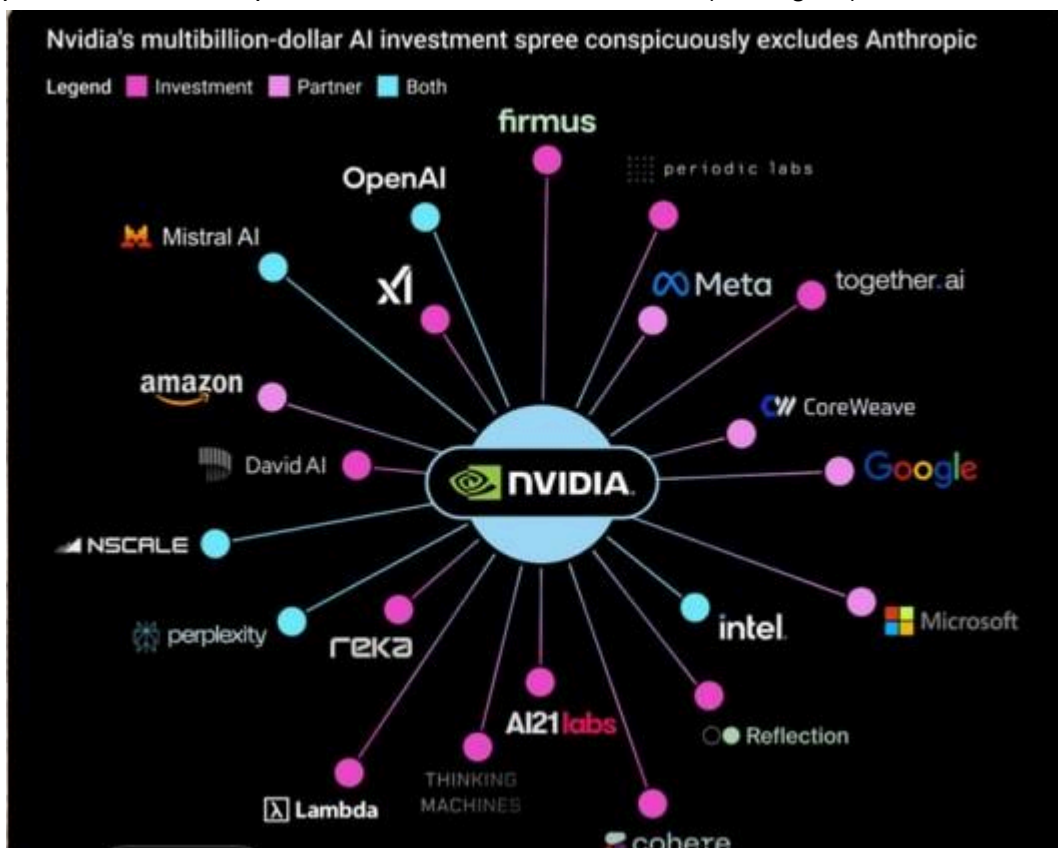 Nvidia's multibillion-dollar AI investment spree conspicuously excludes Anthropic
Legend Investment Partner Both
firmus
periodic labs
OpenAI
Mistral AI
xI
Meta
together.ai
amazon
CoreWeave
David AI
NVIDIA
Google
NSCALE
perplexity
reka
intel
Microsoft
AI21labs
Reflection
THINKING
MACHINES
Lambda
cohere